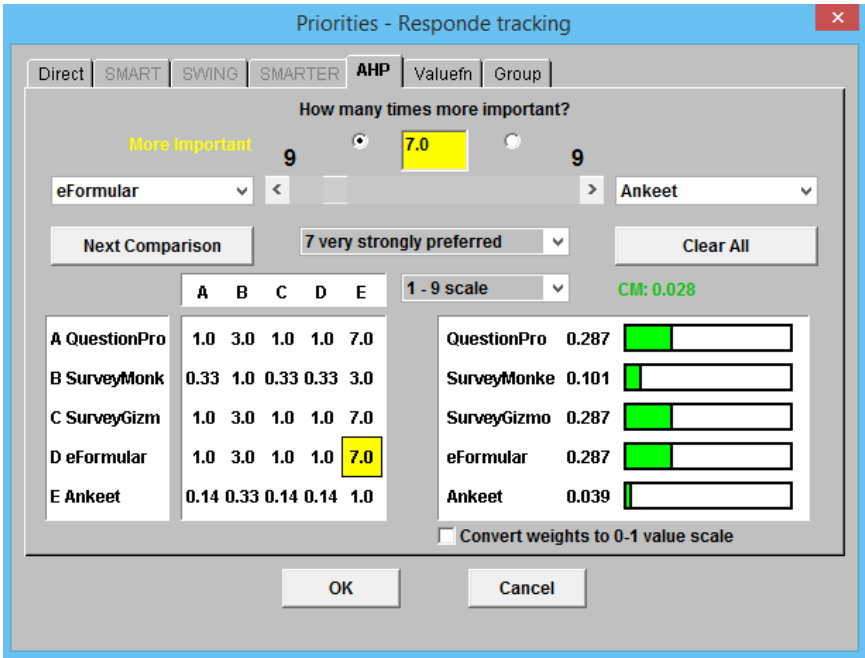 Priorities - Responde tracking
Direct SMART SWING SMARTER AHP Valuefn Group
How many times more important?
More Important 9 7.0 9
eFormular Ankeet
Next Comparison 7 very strongly preferred Clear All
A B C D E 1 - 9 scale CM: 0.028
A QuestionPro 1.0 3.0 1.0 1.0 7.0 QuestionPro 0.287
B SurveyMonk 0.33 1.0 0.33 0.33 3.0 SurveyMonke 0.101
C SurveyGizm 1.0 3.0 1.0 1.0 7.0 SurveyGizmo 0.287
D eFormular 1.0 3.0 1.0 1.0 7.0 eFormular 0.287
E Ankeet 0.14 0.33 0.14 0.14 1.0 Ankeet 0.039
Convert weights to 0-1 value scale
OK Cancel